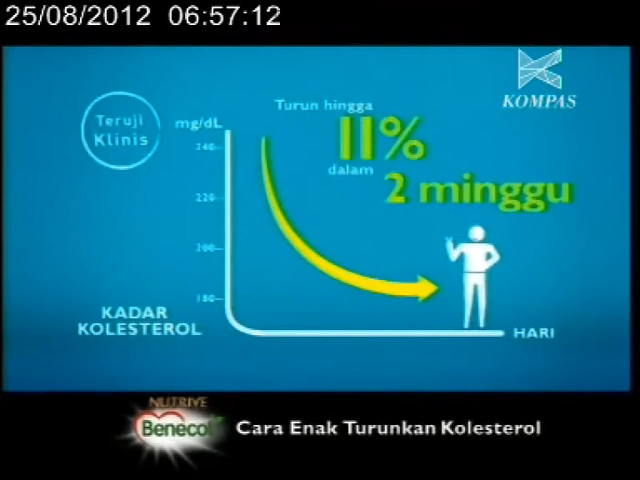 25/08/2012 06:57:12
KOMPAS
Teruji
Klinis
mg/dL
Turun hingga
11%
dalam
2 minggu
240
220
200
180
KADAR
KOLESTEROL
HARI
NUTRIVE
Benecol
Cara Enak Turunkan Kolesterol